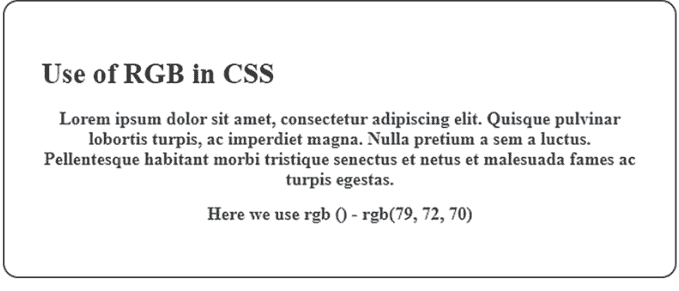 Use of RGB in CSS
Lorem ipsum dolor sit amet, consectetur adipiscing elit. Quisque pulvinar
lobortis turpis, ac imperdiet magna. Nulla pretium a sem a luctus.
Pellentesque habitant morbi tristique senectus et netus et malesuada fames ac
turpis egestas.
Here we use rgb () - rgb(79, 72, 70)